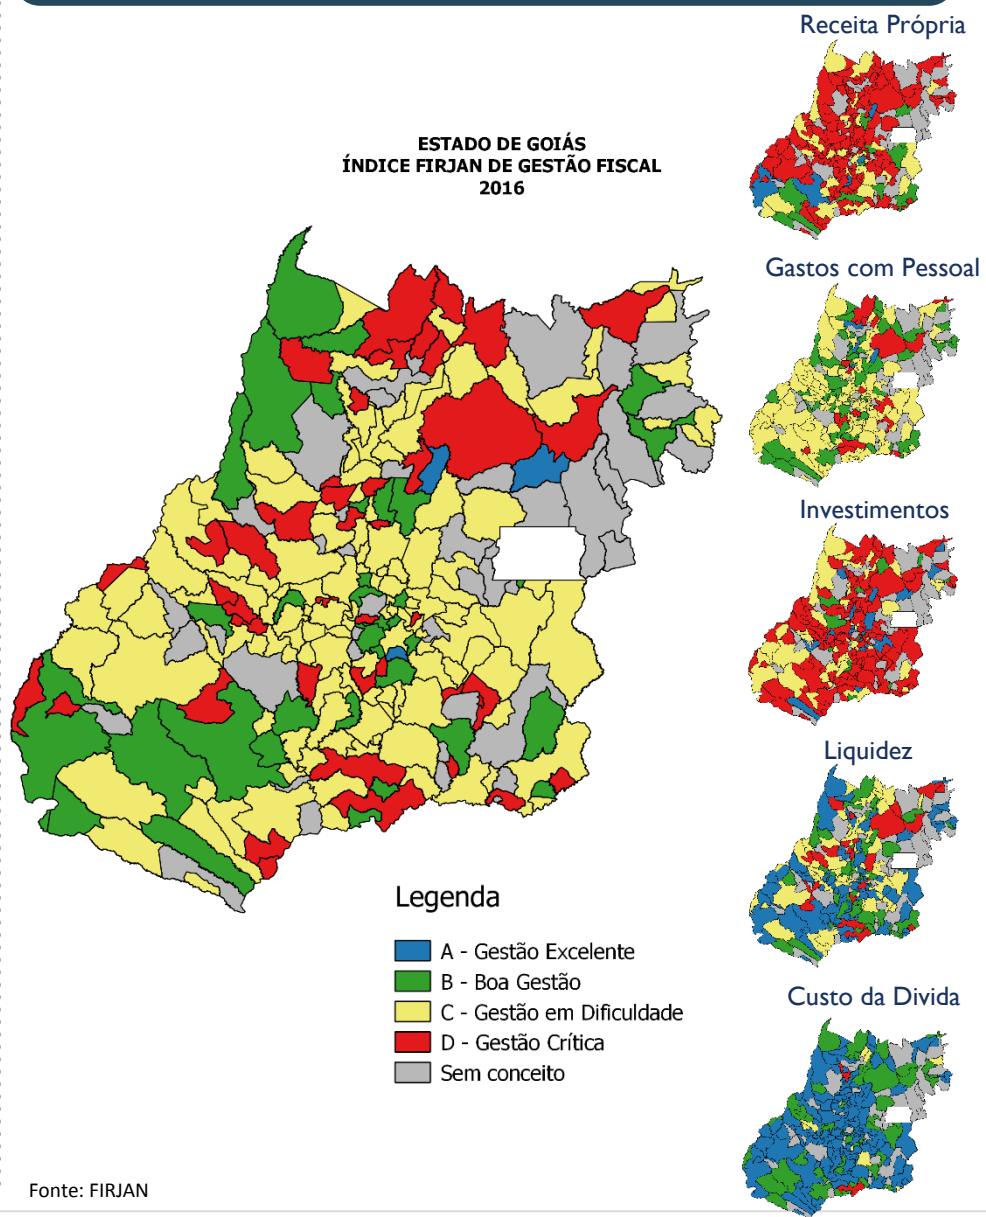 Receita Própria
ESTADO DE GOIÁS
ÍNDICE FIRJAN DE GESTÃO FISCAL
2016
Gastos com Pessoal
Investimentos
Liquidez
Legenda
A - Gestão Excelente
B - Boa Gestão
C - Gestão em Dificuldade
D - Gestão Crítica
Sem conceito
Custo da Divida
Fonte: FIRJAN